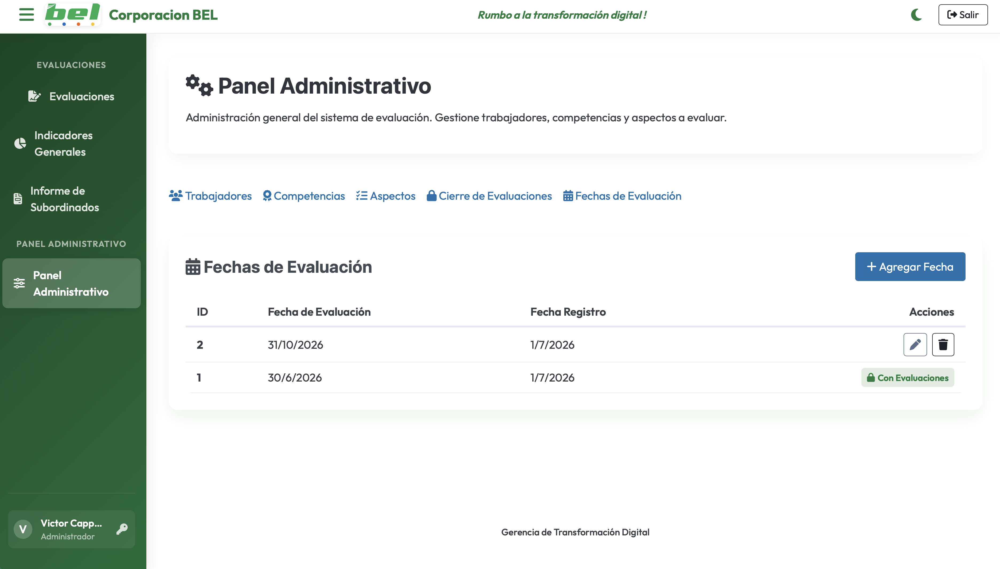 bel Corporacion BEL
Rumbo a la transformación digital !
Salir
EVALUACIONES
Evaluaciones
Indicadores
Generales
Informe de
Subordinados
PANEL ADMINISTRATIVO
Panel
Administrativo
Victor Capp...
V
Administrador
Panel Administrativo
Administración general del sistema de evaluación. Gestione trabajadores, competencias y aspectos a evaluar.
Trabajadores Competencias Aspectos Cierre de Evaluaciones Fechas de Evaluación
Fechas de Evaluación
+ Agregar Fecha
ID Fecha de Evaluación Fecha Registro Acciones
2 31/10/2026 1/7/2026
1 30/6/2026 1/7/2026 Con Evaluaciones
Gerencia de Transformación Digital